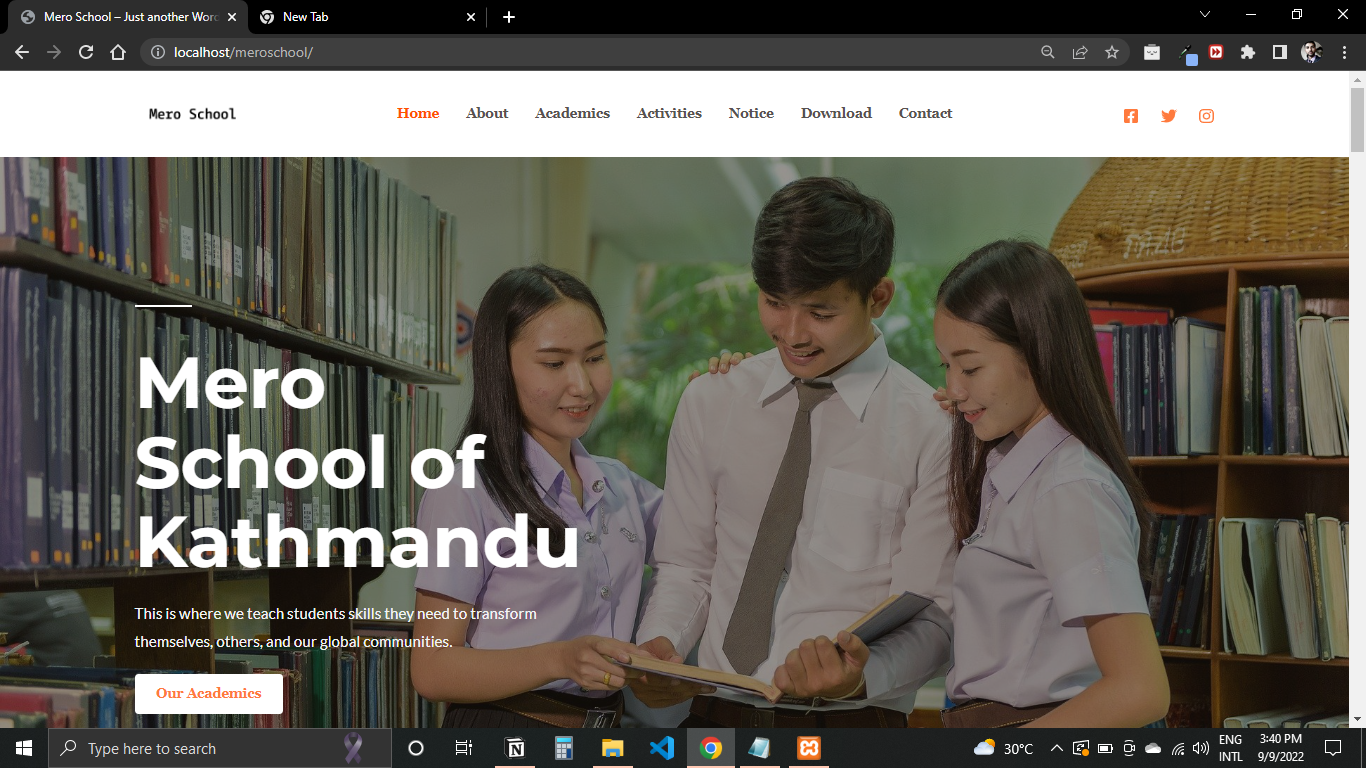 Mero School – Just another Word
New Tab
localhost/meroschool/
Mero School
Home About Academics Activities Notice Download Contact
Mero
School of
Kathmandu
This is where we teach students skills they need to transform
themselves, others, and our global communities.
Our Academics
Type here to search
30°C
ENG
INTL
3:40 PM
9/9/2022